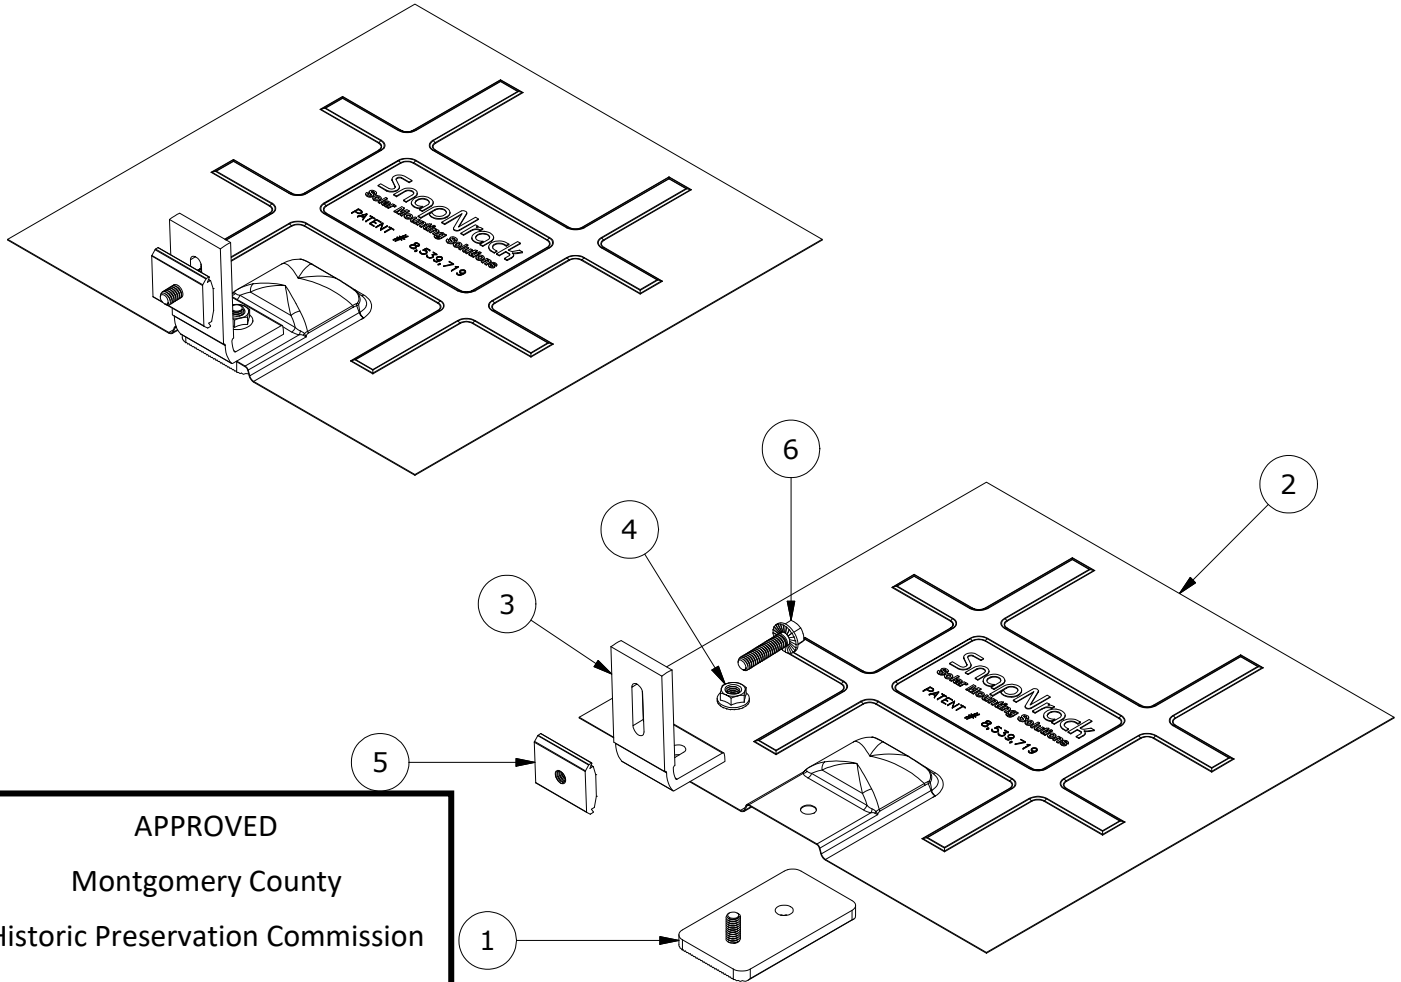 SnapNrack
Solar Mounting Solutions
PATENT # 8,539,719
6
2
4
3
SnapNrack
Solar Mounting Solutions
PATENT # 8,539,719
5
APPROVED
Montgomery County
Historic Preservation Commission
1